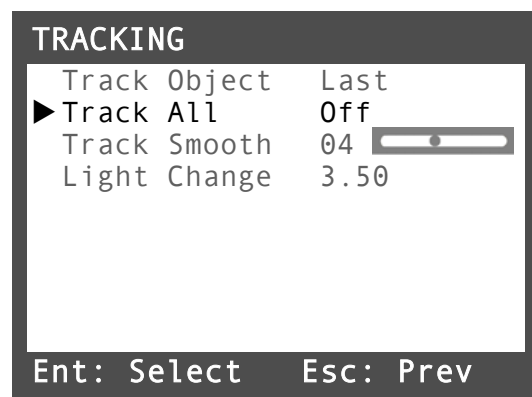 TRACKING
Track Object Last
Track All Off
Track Smooth 04
Light Change 3.50
Ent: Select Esc: Prev